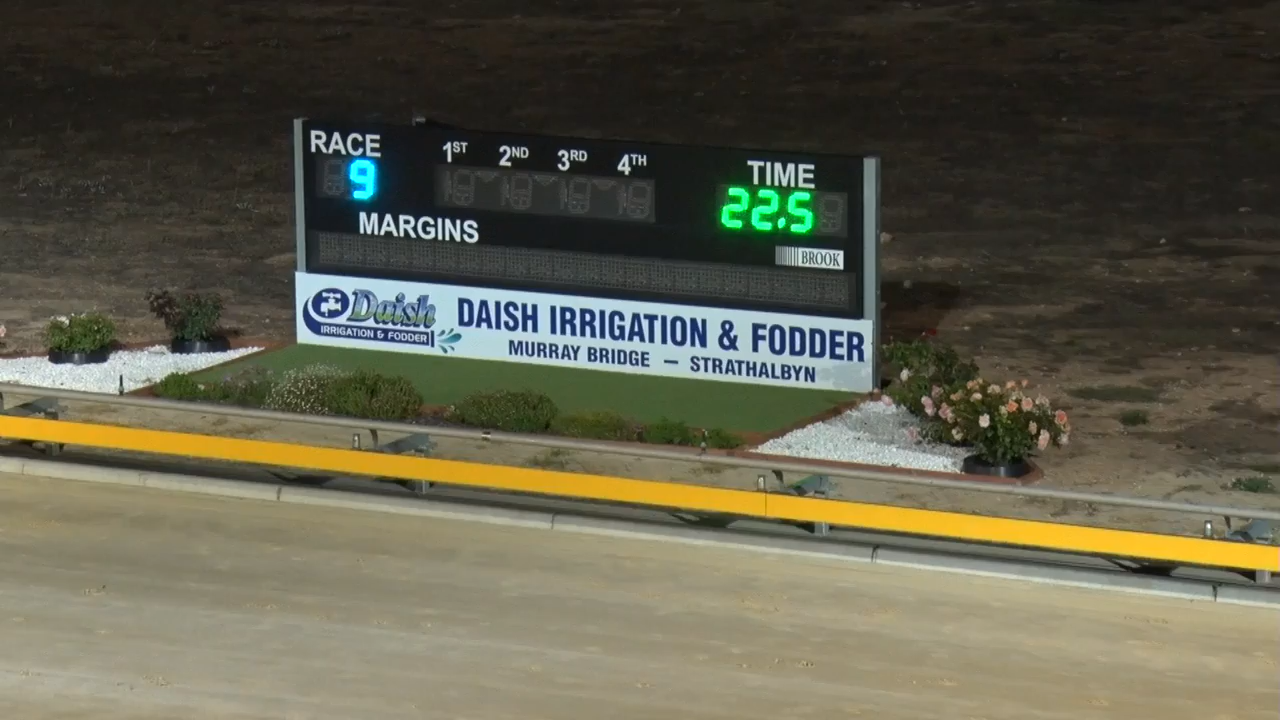 RACE 1ST 2ND 3RD 4TH TIME
9 22.5
MARGINS
BROOK
Daish
IRRIGATION & FODDER
DAISH IRRIGATION & FODDER
MURRAY BRIDGE — STRATHALBYN